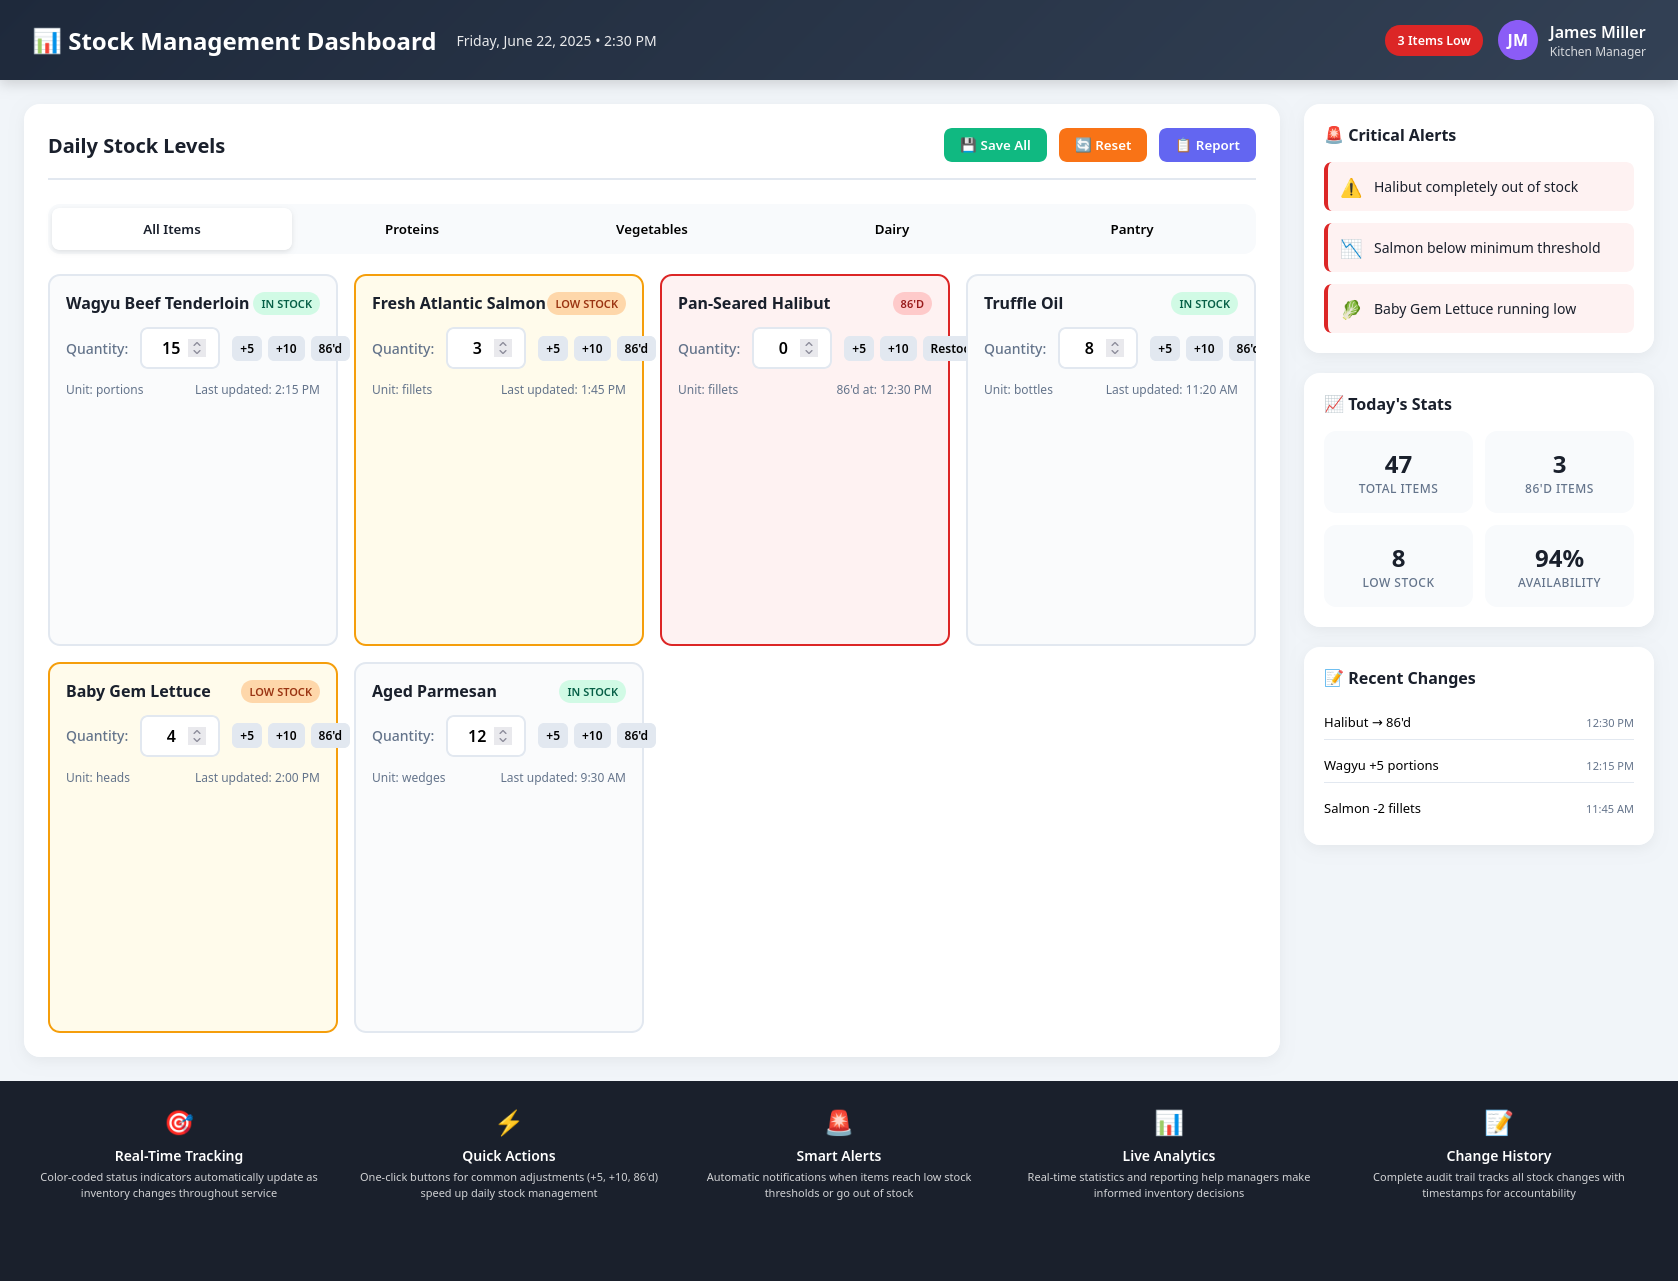 Stock Management Dashboard
Friday, June 22, 2025 • 2:30 PM
3 Items Low
JM
James Miller
Kitchen Manager
Daily Stock Levels
Save All
Reset
Report
All Items
Proteins
Vegetables
Dairy
Pantry
Wagyu Beef Tenderloin
IN STOCK
Quantity:
15
+5
+10
86'd
Unit: portions
Last updated: 2:15 PM
Fresh Atlantic Salmon
LOW STOCK
Quantity:
3
+5
+10
86'd
Unit: fillets
Last updated: 1:45 PM
Pan-Seared Halibut
86'D
Quantity:
0
+5
+10
Unit: fillets
86'd at: 12:30 PM
Truffle Oil
IN STOCK
Quantity:
8
+5
+10
Unit: bottles
Last updated: 11:20 AM
Baby Gem Lettuce
LOW STOCK
Quantity:
4
+5
+10
86'd
Unit: heads
Last updated: 2:00 PM
Aged Parmesan
IN STOCK
Quantity:
12
+5
+10
86'd
Unit: wedges
Last updated: 9:30 AM
Critical Alerts
Halibut completely out of stock
Salmon below minimum threshold
Baby Gem Lettuce running low
Today's Stats
47
TOTAL ITEMS
3
86'D ITEMS
8
LOW STOCK
94%
AVAILABILITY
Recent Changes
Halibut → 86'd
12:30 PM
Wagyu +5 portions
12:15 PM
Salmon -2 fillets
11:45 AM
Real-Time Tracking
Color-coded status indicators automatically update as
inventory changes throughout service
Quick Actions
One-click buttons for common adjustments (+5, +10, 86'd)
speed up daily stock management
Smart Alerts
Automatic notifications when items reach low stock
thresholds or go out of stock
Live Analytics
Real-time statistics and reporting help managers make
informed inventory decisions
Change History
Complete audit trail tracks all stock changes with
timestamps for accountability